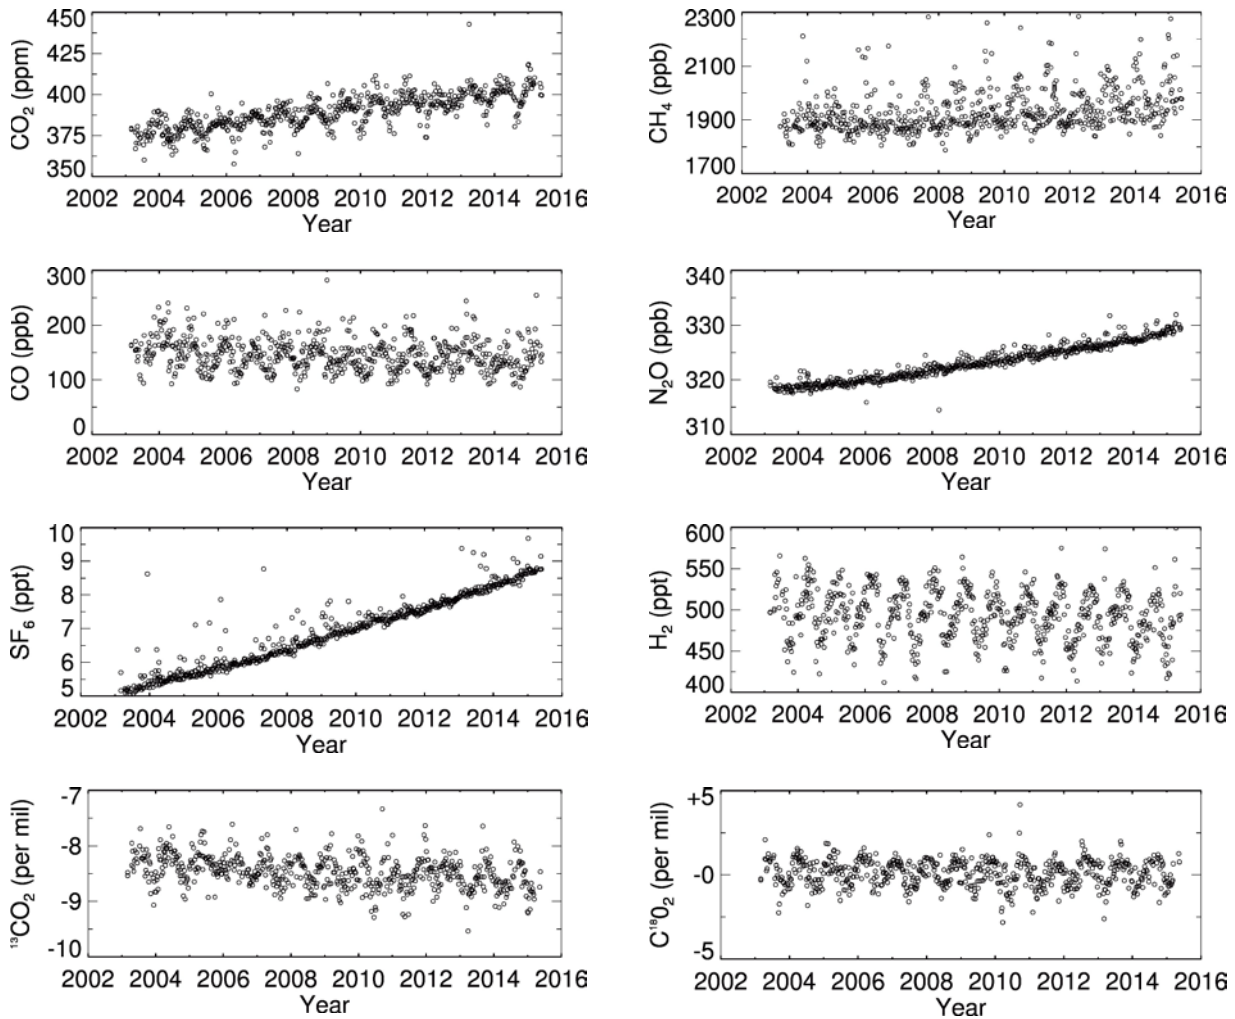 CO₂ (ppm)
450
425
400
375
350
2002 2004 2006 2008 2010 2012 2014 2016
Year
CH₄ (ppb)
2300
2100
1900
1700
2002 2004 2006 2008 2010 2012 2014 2016
Year
CO (ppb)
300
200
100
0
2002 2004 2006 2008 2010 2012 2014 2016
Year
N₂O (ppb)
340
330
320
310
2002 2004 2006 2008 2010 2012 2014 2016
Year
SF₆ (ppt)
10
9
8
7
6
5
2002 2004 2006 2008 2010 2012 2014 2016
Year
H₂ (ppt)
600
550
500
450
400
2002 2004 2006 2008 2010 2012 2014 2016
Year
¹³CO₂ (per mil)
-7
-8
-9
-10
2002 2004 2006 2008 2010 2012 2014 2016
Year
C¹⁸0₂ (per mil)
+5
-0
-5
2002 2004 2006 2008 2010 2012 2014 2016
Year